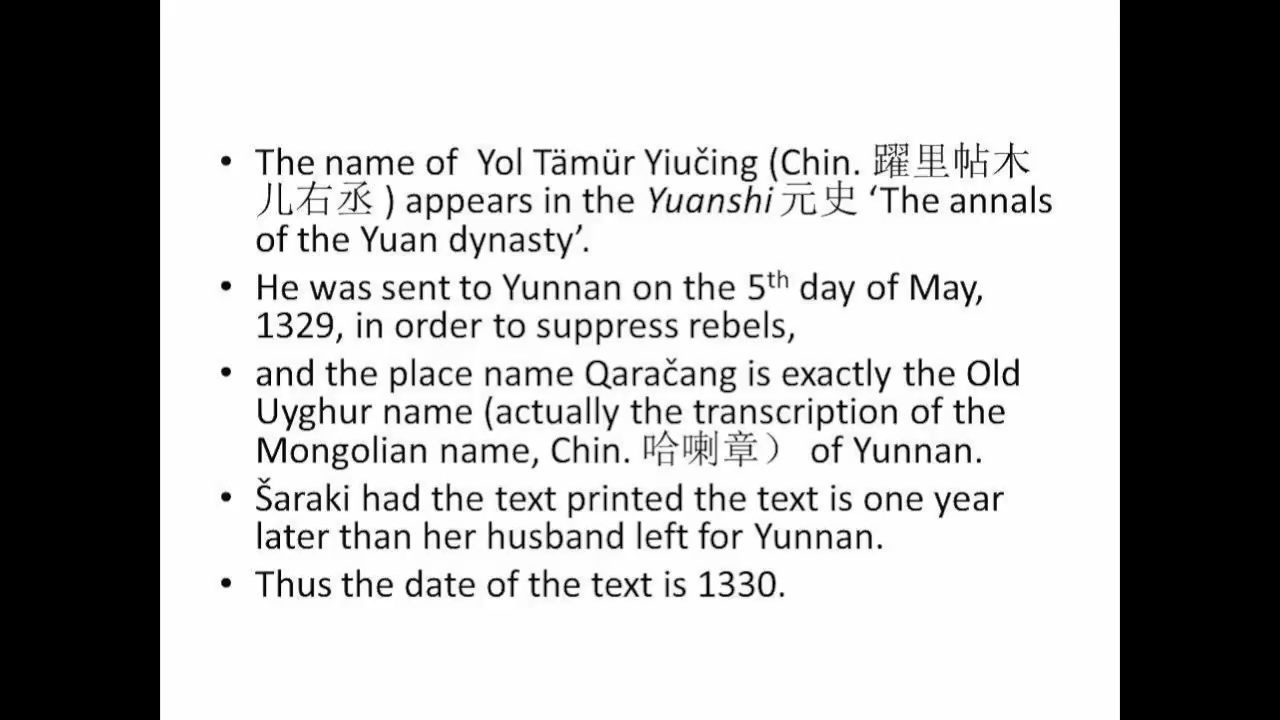 • The name of Yol Tämür Yiučing (Chin. 躍里帖木
儿右丞 ) appears in the Yuanshi 元史 ‘The annals
of the Yuan dynasty’.
• He was sent to Yunnan on the 5th day of May,
1329, in order to suppress rebels,
• and the place name Qaračang is exactly the Old
Uyghur name (actually the transcription of the
Mongolian name, Chin. 哈喇章） of Yunnan.
• Šaraki had the text printed the text is one year
later than her husband left for Yunnan.
• Thus the date of the text is 1330.